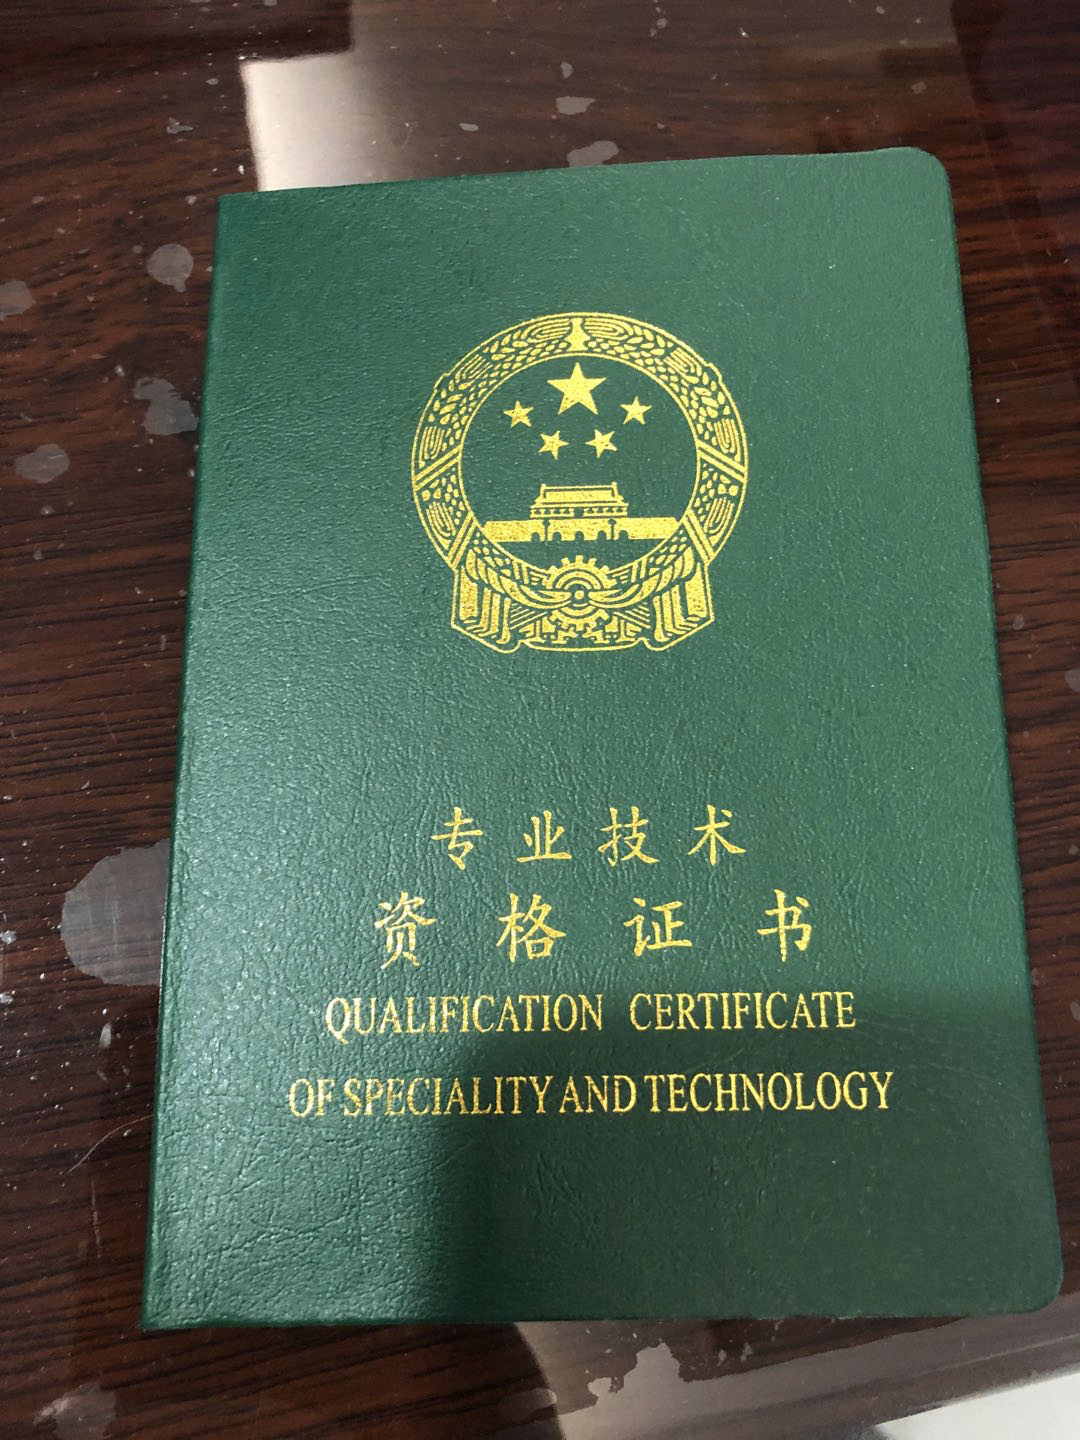 专业技术
资格证书
QUALIFICATION CERTIFICATE
OF SPECIALITY AND TECHNOLOGY